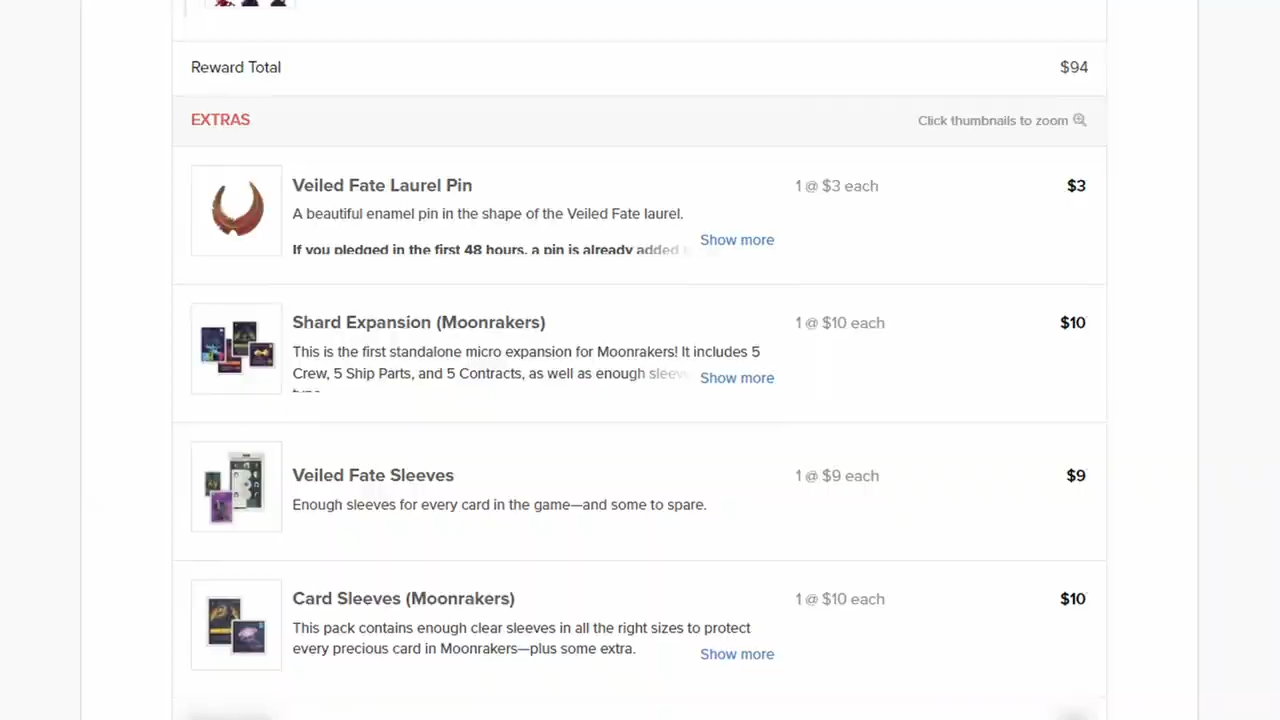 Reward Total $94
EXTRAS Click thumbnails to zoom
Veiled Fate Laurel Pin 1 @ $3 each $3
A beautiful enamel pin in the shape of the Veiled Fate laurel.
If you pledged in the first 48 hours, a pin is already added Show more
Shard Expansion (Moonrakers) 1 @ $10 each $10
This is the first standalone micro expansion for Moonrakers! It includes 5
Crew, 5 Ship Parts, and 5 Contracts, as well as enough Show more
Veiled Fate Sleeves 1 @ $9 each $9
Enough sleeves for every card in the game—and some to spare.
Card Sleeves (Moonrakers) 1 @ $10 each $10
This pack contains enough clear sleeves in all the right sizes to protect
every precious card in Moonrakers—plus some extra. Show more